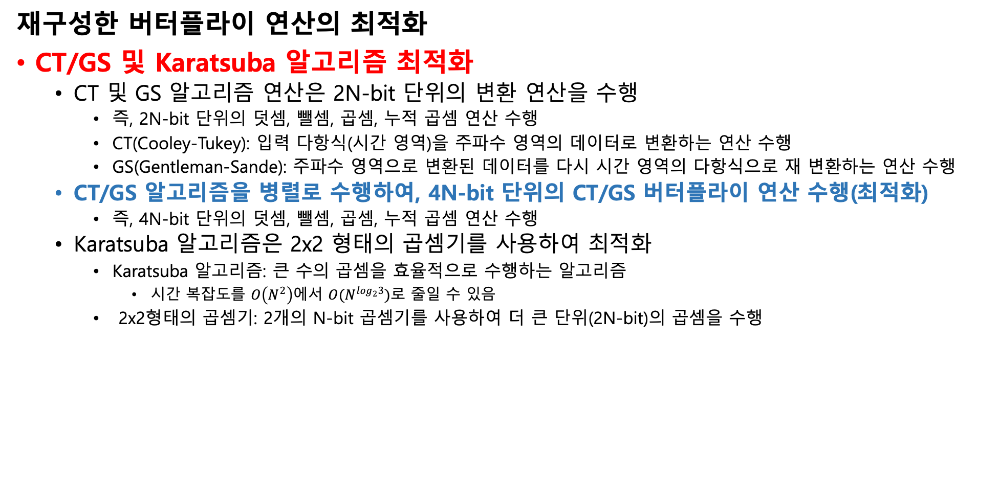 재구성한 버터플라이 연산의 최적화
• CT/GS 및 Karatsuba 알고리즘 최적화
• CT 및 GS 알고리즘 연산은 2N-bit 단위의 변환 연산을 수행
• 즉, 2N-bit 단위의 덧셈, 뺄셈, 곱셈, 누적 곱셈 연산 수행
• CT(Cooley-Tukey): 입력 다항식(시간 영역)을 주파수 영역의 데이터로 변환하는 연산 수행
• GS(Gentleman-Sande): 주파수 영역으로 변환된 데이터를 다시 시간 영역의 다항식으로 재 변환하는 연산 수행
• CT/GS 알고리즘을 병렬로 수행하여, 4N-bit 단위의 CT/GS 버터플라이 연산 수행(최적화)
• 즉, 4N-bit 단위의 덧셈, 뺄셈, 곱셈, 누적 곱셈 연산 수행
• Karatsuba 알고리즘은 2x2 형태의 곱셈기를 사용하여 최적화
• Karatsuba 알고리즘: 큰 수의 곱셈을 효율적으로 수행하는 알고리즘
• 시간 복잡도를 $O(N^2)$에서 $O(N^{log_2 3})$로 줄일 수 있음
• 2x2형태의 곱셈기: 2개의 N-bit 곱셈기를 사용하여 더 큰 단위(2N-bit)의 곱셈을 수행